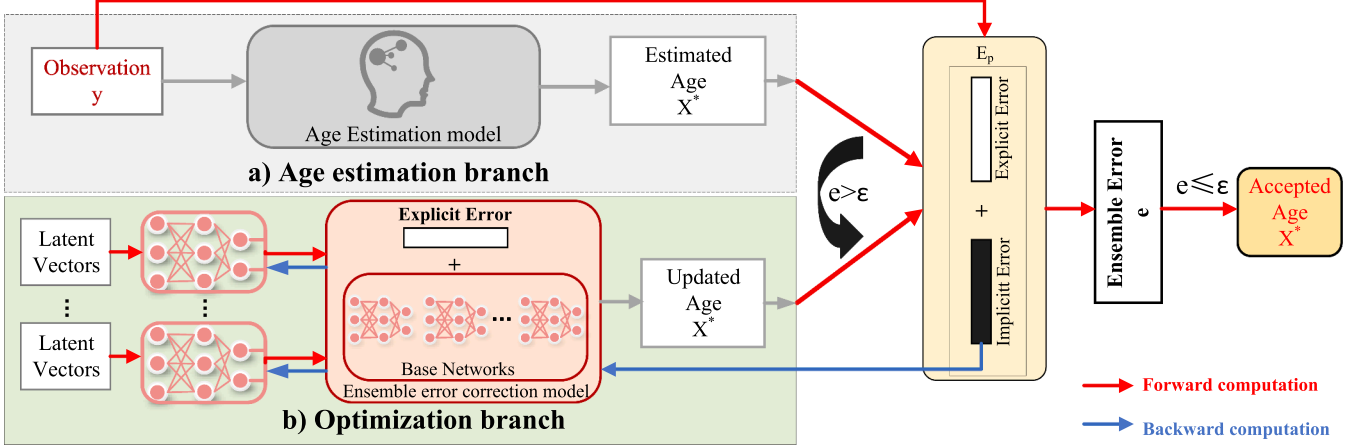 Observation
y
Age Estimation model
Estimated
Age
X*
a) Age estimation branch
e>ε
Latent
Vectors
...
Latent
Vectors
...
Explicit Error
+
...
Base Networks
Ensemble error correction model
Updated
Age
X*
b) Optimization branch
Ep
Explicit Error
+
Implicitt Error
Ensemble Error
e
e≤ε
Accepted
Age
X*
Forward computation
Backward computation